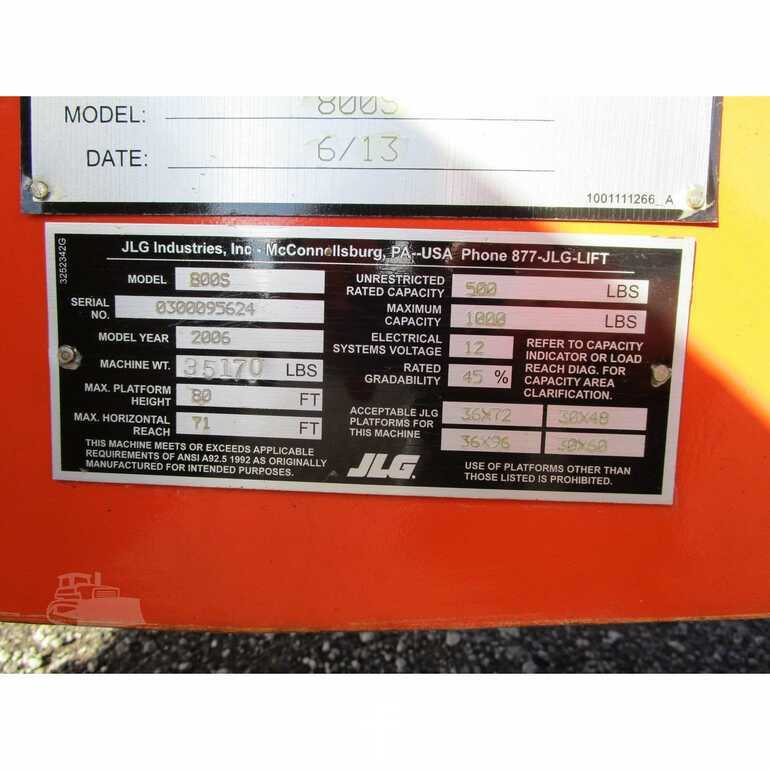 MODEL: 800S
DATE: 6/13
1001111266_A
3252342G
JLG Industries, Inc - McConnellsburg, PA--USA Phone 877-JLG-LIFT
MODEL 800S
SERIAL NO. 0300095624
MODEL YEAR 2006
MACHINE WT. 35170 LBS
MAX. PLATFORM HEIGHT 80 FT
MAX. HORIZONTAL REACH 71 FT
THIS MACHINE MEETS OR EXCEEDS APPLICABLE
REQUIREMENTS OF ANSI A92.5 1992 AS ORIGINALLY
MANUFACTURED FOR INTENDED PURPOSES.
UNRESTRICTED RATED CAPACITY 500 LBS
MAXIMUM CAPACITY 1000 LBS
ELECTRICAL SYSTEMS VOLTAGE 12
RATED GRADABILITY 45 %
REFER TO CAPACITY
INDICATOR OR LOAD
REACH DIAG. FOR
CAPACITY AREA
CLARIFICATION.
ACCEPTABLE JLG
PLATFORMS FOR
THIS MACHINE
36X72 30X48
36X96 30X60
JLG.
USE OF PLATFORMS OTHER THAN
THOSE LISTED IS PROHIBITED.